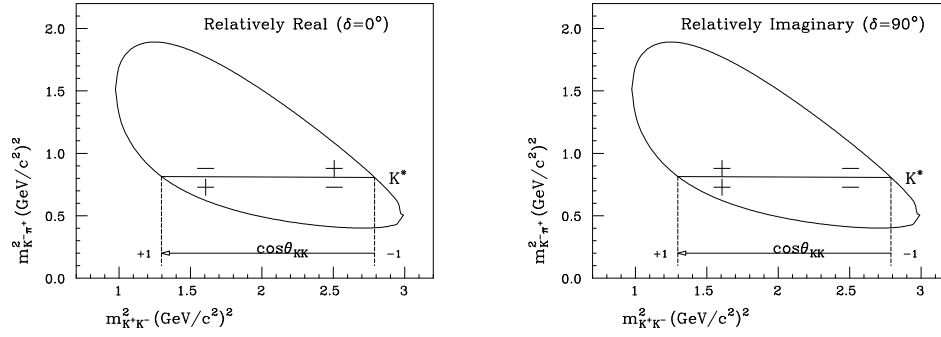 Relatively Real (δ=0°)
2.0
1.5
1.0
0.5
0.0
m²K⁻π⁺(GeV/c²)²
− +
+ −
K*
+1 cosθKK −1
1 1.5 2 2.5 3
m²K⁺K⁻(GeV/c²)²
Relatively Imaginary (δ=90°)
2.0
1.5
1.0
0.5
0.0
m²K⁻π⁺(GeV/c²)²
+ −
+ −
K*
+1 cosθKK −1
1 1.5 2 2.5 3
m²K⁺K⁻(GeV/c²)²